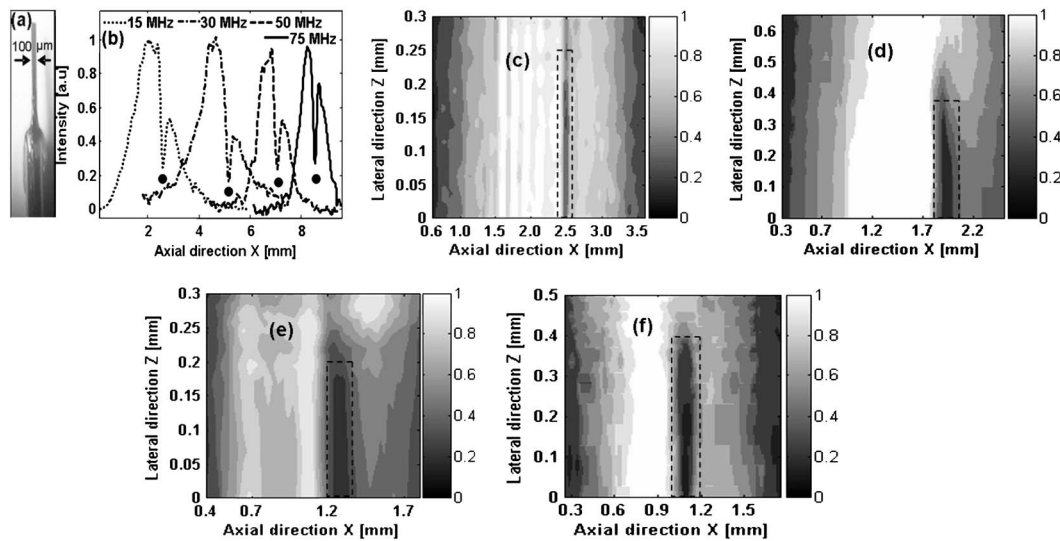 (a)
100 µm
(b)
15 MHz 30 MHz 50 MHz
75 MHz
Intensity [a.u]
1
0.8
0.6
0.4
0.2
0
2 4 6 8
Axial direction X [mm]
(c)
Lateral direction Z [mm]
0.3
0.25
0.2
0.15
0.1
0.05
0
0.6 1.0 1.5 2.0 2.5 3.0 3.5
Axial direction X [mm]
1
0.8
0.6
0.4
0.2
0
(d)
Lateral direction Z [mm]
0.6
0.5
0.4
0.3
0.2
0.1
0
0.3 0.7 1.2 1.8 2.2
Axial direction X [mm]
1
0.8
0.6
0.4
0.2
0
(e)
Lateral direction Z [mm]
0.3
0.25
0.2
0.15
0.1
0.05
0
0.4 0.7 1.2 1.7
Axial direction X [mm]
1
0.8
0.6
0.4
0.2
0
(f)
Lateral direction Z [mm]
0.5
0.4
0.3
0.2
0.1
0
0.3 0.6 0.9 1.2 1.5
Axial direction X [mm]
1
0.8
0.6
0.4
0.2
0